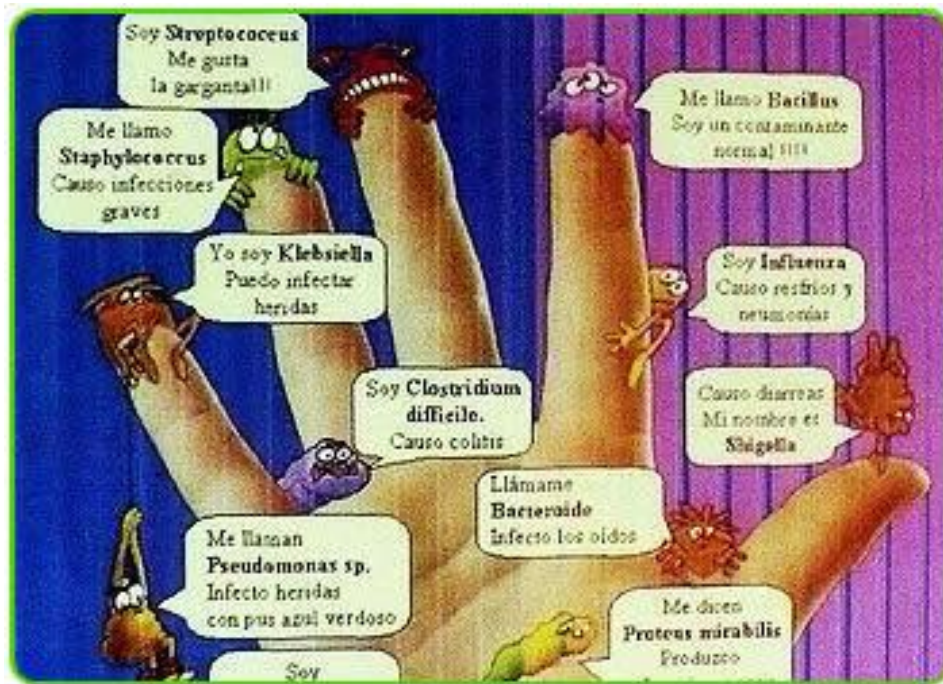 Soy Streptococcus
Me gusta
la garganta!!!
Me llamo
Staphylococcus
Causo infecciones
graves
Yo soy Klebsiella
Puedo infectar
heridas
Soy Clostridium
difficile.
Causo colitis
Me llaman
Pseudomonas sp.
Infecto heridas
con pus azul verdoso
Soy
Me llamo Bacillus
Soy un contaminante
normal !!!!
Soy Influenza
Causo resfrios y
neumonías
Causo diarreas
Mi nombre es
Shigella
Llámame
Bacteroide
Infecto los oídos
Me dicen
Proteus mirabilis
Produzco